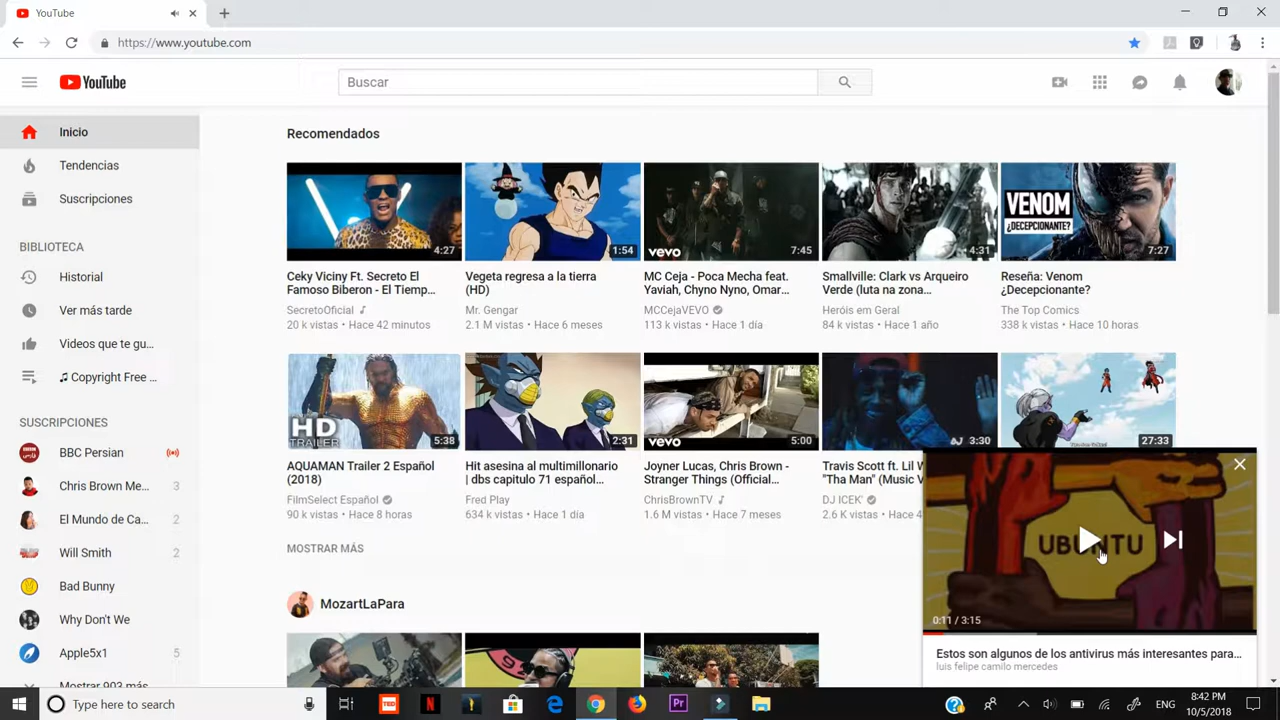 YouTube
https://www.youtube.com
YouTube
Buscar
Inicio
Tendencias
Suscripciones
BIBLIOTECA
Historial
Ver más tarde
Videos que te gu...
♫ Copyright Free ...
SUSCRIPCIONES
BBC Persian
Chris Brown Me... 3
El Mundo de Ca... 2
Will Smith 2
Bad Bunny
Why Don't We
Apple5x1 5
Mostrar 903 más
Recomendados
4:27
Ceky Viciny Ft. Secreto El
Famoso Biberon - El Tiemp...
SecretoOficial ♪
20 k vistas • Hace 42 minutos
1:54
Vegeta regresa a la tierra
(HD)
Mr. Gengar
2.1 M vistas • Hace 6 meses
vevo 7:45
MC Ceja - Poca Mecha feat.
Yaviah, Chyno Nyno, Omar...
MCCejaVEVO
113 k vistas • Hace 1 día
4:31
Smallville: Clark vs Arqueiro
Verde (luta na zona...
Heróis em Geral
84 k vistas • Hace 1 año
VENOM
¿DECEPCIONANTE?
7:27
Reseña: Venom
¿Decepcionante?
The Top Comics
338 k vistas • Hace 10 horas
HD
TRAILER 5:38
AQUAMAN Trailer 2 Español
(2018)
FilmSelect Español
90 k vistas • Hace 8 horas
2:31
Hit asesina al multimillonario
| dbs capitulo 71 español...
Fred Play
634 k vistas • Hace 1 día
vevo 5:00
Joyner Lucas, Chris Brown -
Stranger Things (Official...
ChrisBrownTV ♪
1.6 M vistas • Hace 7 meses
AJ 3:30
Travis Scott ft. Lil W
"Tha Man" (Music V
DJ ICEK'
2.6 K vistas • Hace 4
27:33
MOSTRAR MÁS
MozartLaPara
UBUNTU
0:11 / 3:15
Estos son algunos de los antivirus más interesantes para...
luis felipe camilo mercedes
Type here to search
TED
N
Pr
ENG
8:42 PM
10/5/2018